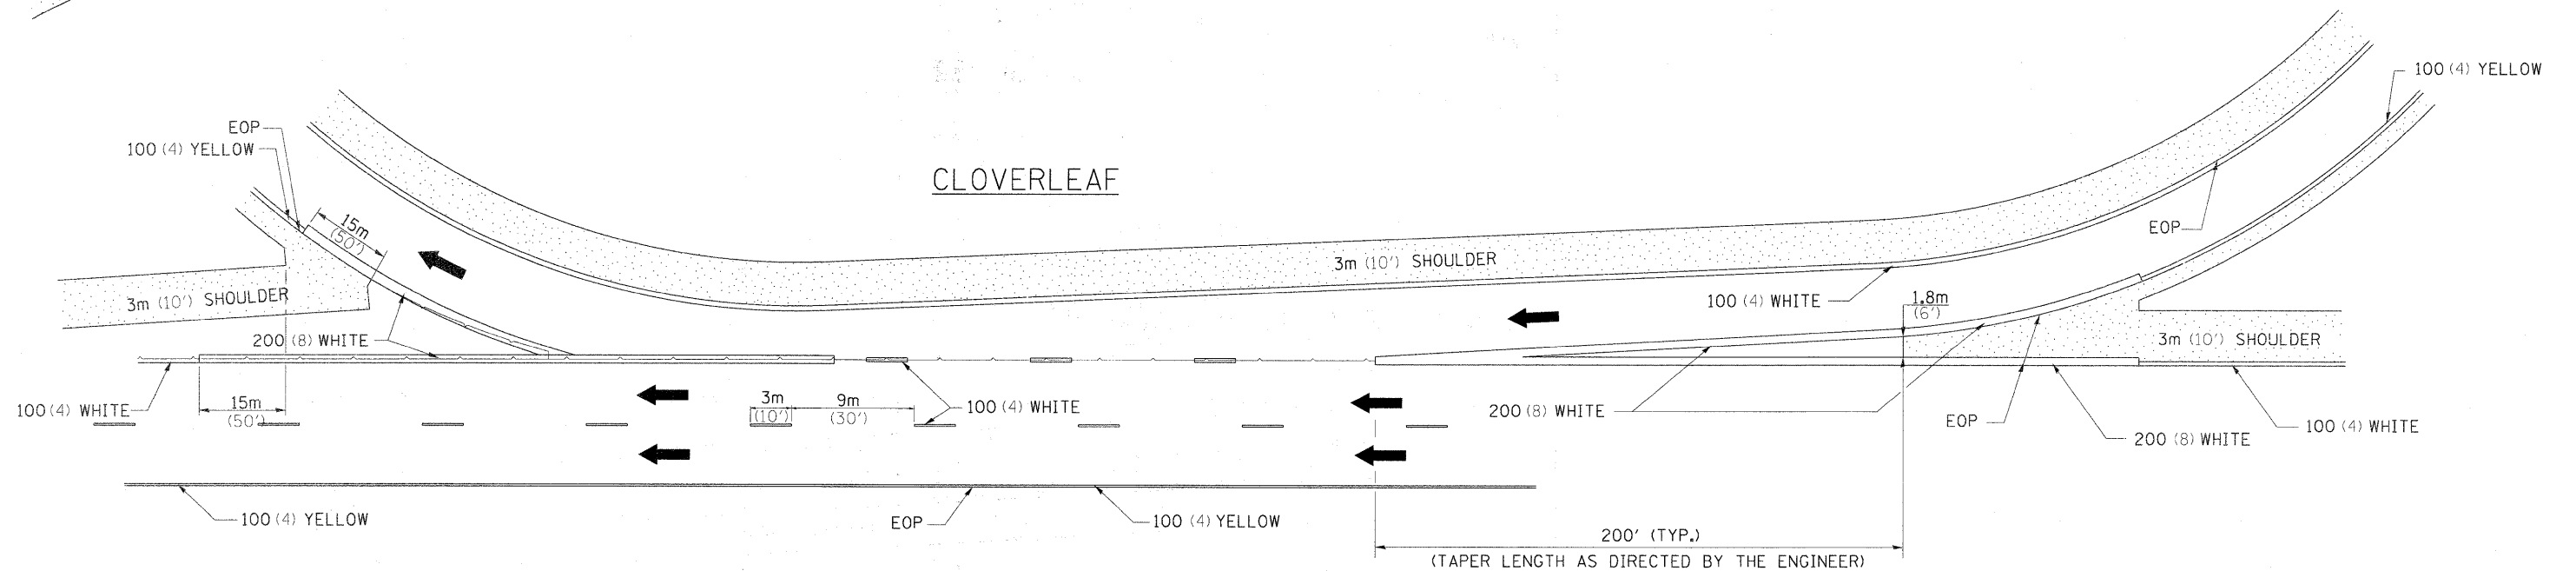 100 (4) YELLOW
EOP
100 (4) YELLOW
CLOVERLEAF
15m
(50')
EOP
3m (10') SHOULDER
3m (10') SHOULDER
100 (4) WHITE
1.8m
(6')
200 (8) WHITE
3m (10') SHOULDER
100 (4) WHITE
15m
(50')
3m
(10')
9m
(30')
100 (4) WHITE
200 (8) WHITE
EOP
200 (8) WHITE
100 (4) WHITE
100 (4) YELLOW
EOP
100 (4) YELLOW
200' (TYP.)
(TAPER LENGTH AS DIRECTED BY THE ENGINEER)